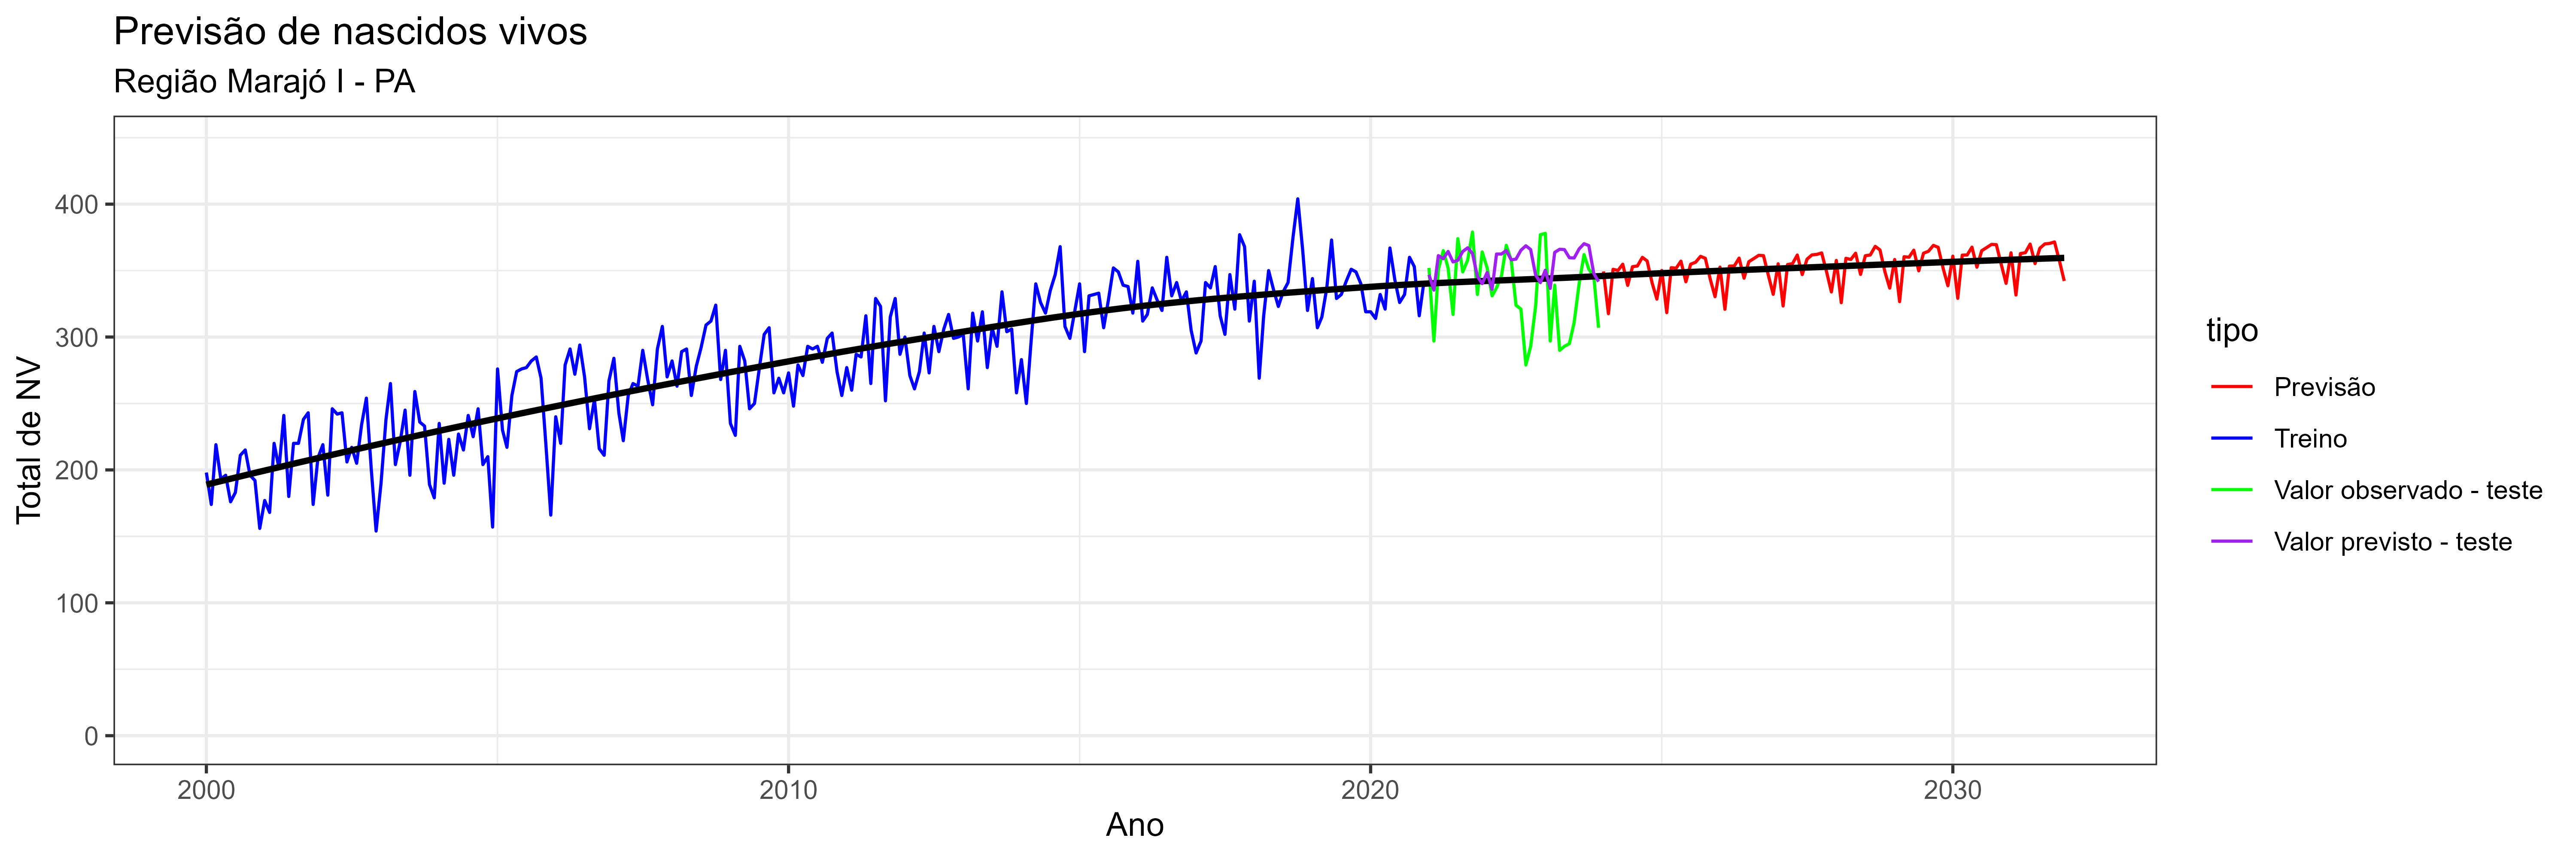 Previsão de nascidos vivos
Região Marajó I - PA
Total de NV
400
300
200
100
0
2000
2010
2020
2030
Ano
tipo
Previsão
Treino
Valor observado - teste
Valor previsto - teste